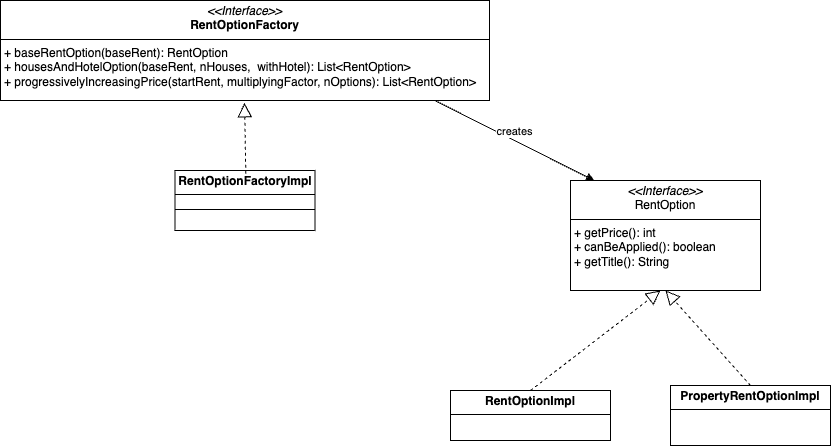 <<Interface>>
RentOptionFactory
+ baseRentOption(baseRent): RentOption
+ housesAndHotelOption(baseRent, nHouses, withHotel): List<RentOption>
+ progressivelyIncreasingPrice(startRent, multiplyingFactor, nOptions): List<RentOption>
creates
RentOptionFactoryImpl
<<Interface>>
RentOption
+ getPrice(): int
+ canBeApplied(): boolean
+ getTitle(): String
RentOptionImpl
PropertyRentOptionImpl